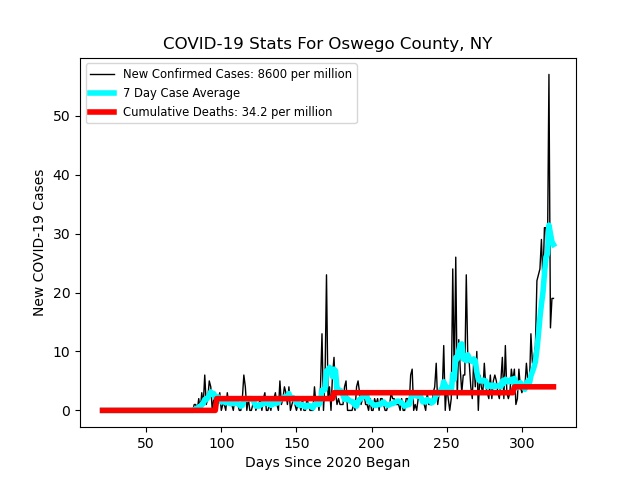 COVID-19 Stats For Oswego County, NY
New Confirmed Cases: 8600 per million
7 Day Case Average
Cumulative Deaths: 34.2 per million
New COVID-19 Cases
50
40
30
20
10
0
50
100
150
200
250
300
Days Since 2020 Began